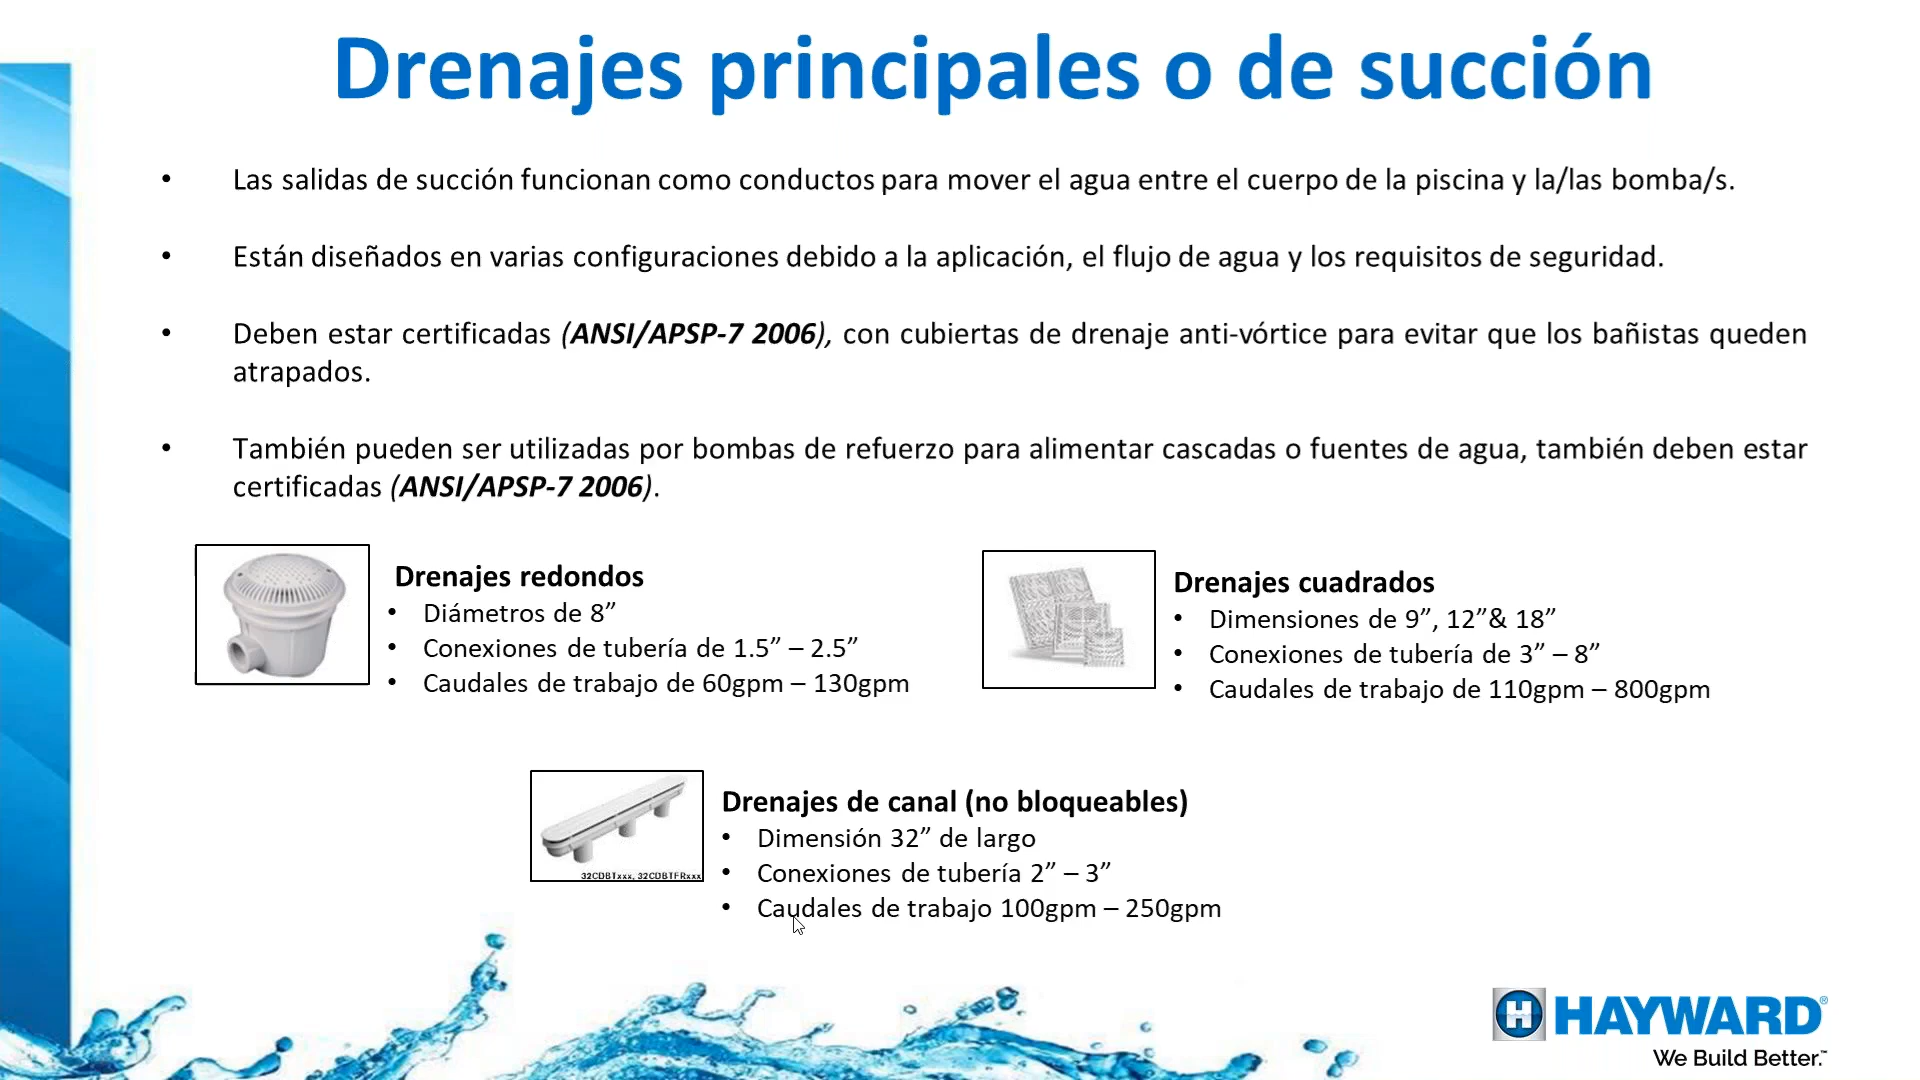 Drenajes principales o de succión
• Las salidas de succión funcionan como conductos para mover el agua entre el cuerpo de la piscina y la/las bomba/s.
• Están diseñados en varias configuraciones debido a la aplicación, el flujo de agua y los requisitos de seguridad.
• Deben estar certificadas (ANSI/APSP-7 2006), con cubiertas de drenaje anti-vórtice para evitar que los bañistas queden
atrapados.
• También pueden ser utilizadas por bombas de refuerzo para alimentar cascadas o fuentes de agua, también deben estar
certificadas (ANSI/APSP-7 2006).
Drenajes redondos
• Diámetros de 8”
• Conexiones de tubería de 1.5” – 2.5”
• Caudales de trabajo de 60gpm – 130gpm
Drenajes cuadrados
• Dimensiones de 9”, 12”& 18”
• Conexiones de tubería de 3” – 8”
• Caudales de trabajo de 110gpm – 800gpm
32CDBTxxx, 32CDBTFRxxx
Drenajes de canal (no bloqueables)
• Dimensión 32” de largo
• Conexiones de tubería 2” – 3”
• Caudales de trabajo 100gpm – 250gpm
H HAYWARD®
We Build Better.™